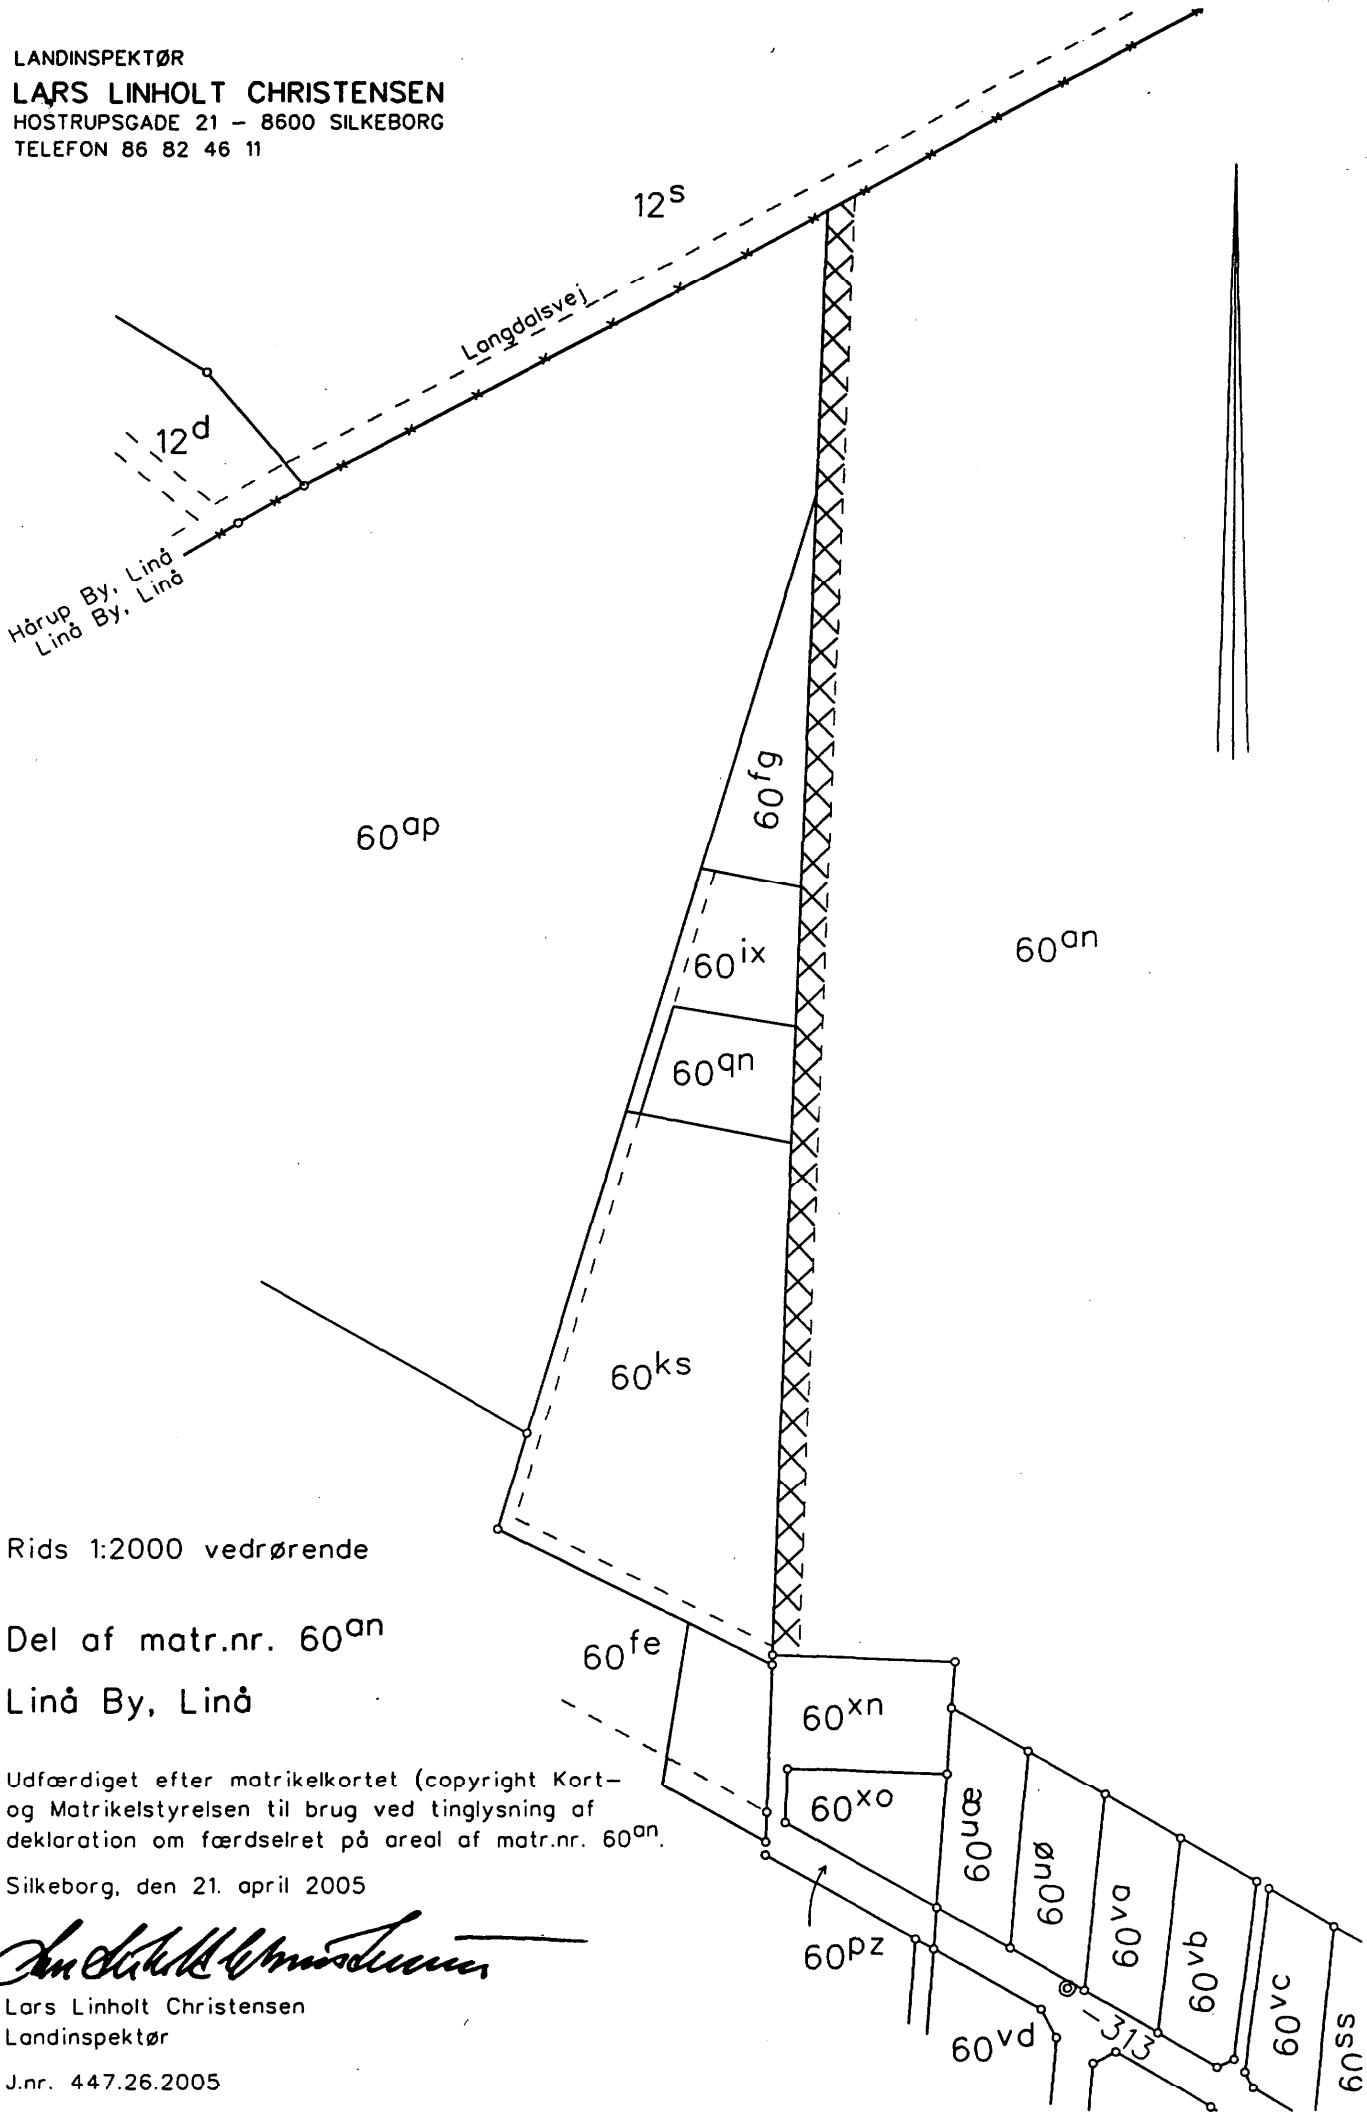 LANDINSPEKTØR
LARS LINHOLT CHRISTENSEN
HOSTRUPSGADE 21 – 8600 SILKEBORG
TELEFON 86 82 46 11
12s
Langdalsvej
12d
Hårup By, Linå
Linå By, Linå
60fg
60ap
60an
60ix
60qn
60ks
Rids 1:2000 vedrørende
Del af matr.nr. 60an
Linå By, Linå
60fe
60xn
60xo
60uæ
60uø
60va
60vb
60vc
60ss
60pz
60vd
-313
Udfærdiget efter matrikelkortet (copyright Kort–
og Matrikelstyrelsen til brug ved tinglysning af
deklaration om færdselret på areal af matr.nr. 60an.
Silkeborg, den 21. april 2005
Lars Linholt Christensen
Landinspektør
J.nr. 447.26.2005